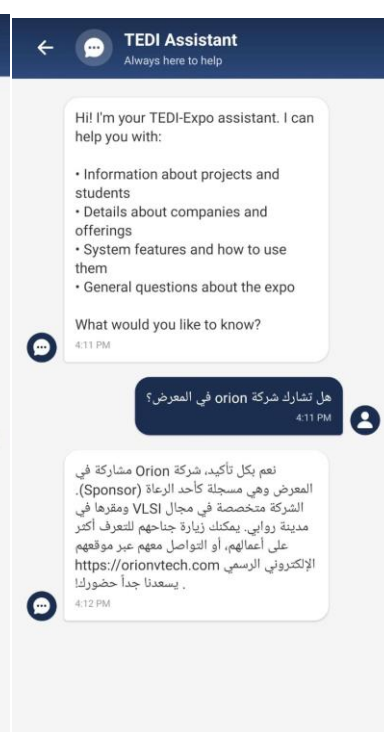 TEDI Assistant
Always here to help
Hi! I'm your TEDI-Expo assistant. I can
help you with:
• Information about projects and
students
• Details about companies and
offerings
• System features and how to use
them
• General questions about the expo
What would you like to know?
4:11 PM
هل تشارك شركة orion في المعرض؟
4:11 PM
نعم بكل تأكيد، شركة Orion مشاركة في
المعرض وهي مسجلة كأحد الرعاة (Sponsor).
الشركة متخصصة في مجال VLSI ومقرها في
مدينة روابي. يمكنك زيارة جناحهم للتعرف أكثر
على أعمالهم، أو التواصل معهم عبر موقعهم
الإلكتروني الرسمي https://orionvtech.com
. يسعدنا جداً حضورك!
4:12 PM